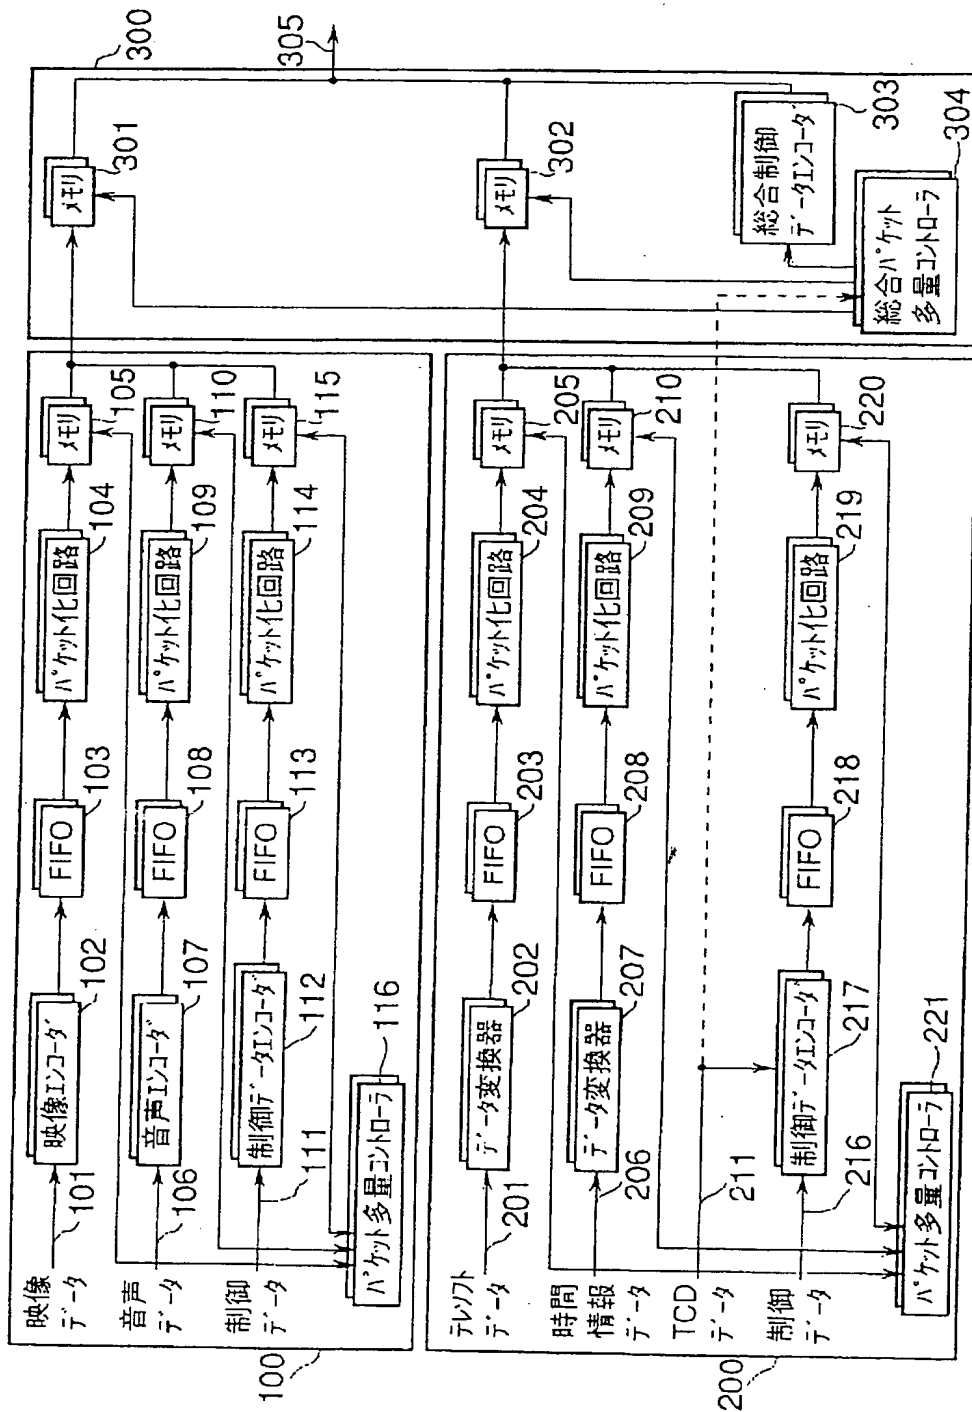 映像
データ
101
映像エンコーダ
102
FIFO
103
パケット化回路
104
メモリ
105
音声
データ
106
音声エンコーダ
107
FIFO
108
パケット化回路
109
メモリ
110
制御
データ
111
制御データエンコーダ
112
FIFO
113
パケット化回路
114
メモリ
115
パケット多量コントローラ
116
100
テレソフト
データ
201
データ変換器
202
FIFO
203
パケット化回路
204
メモリ
205
時間
情報
データ
206
データ変換器
207
FIFO
208
パケット化回路
209
メモリ
210
TCD
データ
211
制御
データ
216
制御データエンコーダ
217
FIFO
218
パケット化回路
219
メモリ
220
パケット多量コントローラ
221
200
メモリ
301
メモリ
302
総合制御
データエンコーダ
303
総合パケット
多量コントローラ
304
300
305